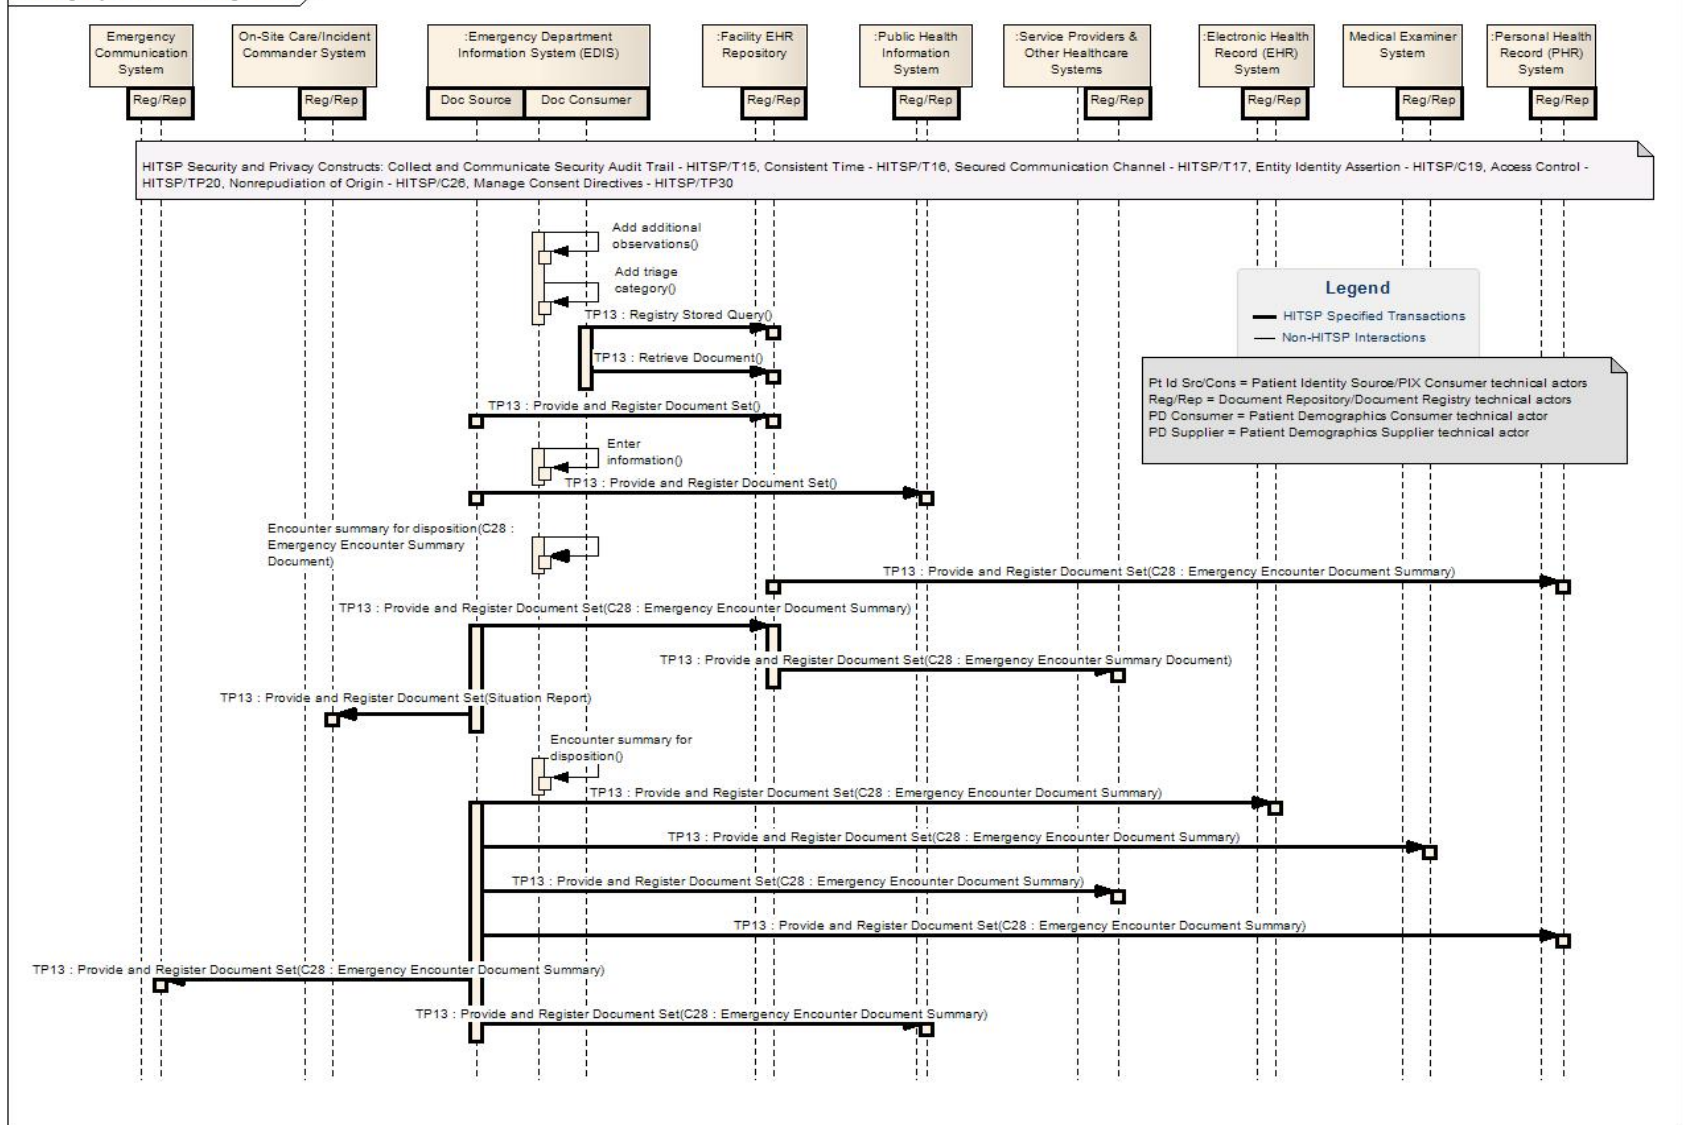 Emergency
Communication
System
On-Site Care/Incident
Commander System
:Emergency Department
Information System (EDIS)
:Facility EHR
Repository
:Public Health
Information
System
:Service Providers &
Other Healthcare
Systems
:Electronic Health
Record (EHR)
System
Medical Examiner
System
:Personal Health
Record (PHR)
System
Reg/Rep
Reg/Rep
Doc Source
Doc Consumer
Reg/Rep
Reg/Rep
Reg/Rep
Reg/Rep
Reg/Rep
Reg/Rep
HITSP Security and Privacy Constructs: Collect and Communicate Security Audit Trail - HITSP/T15, Consistent Time - HITSP/T16, Secured Communication Channel - HITSP/T17, Entity Identity Assertion - HITSP/C19, Access Control -
HITSP/TP20, Nonrepudiation of Origin - HITSP/C26, Manage Consent Directives - HITSP/TP30
Add additional
observations()
Add triage
category()
TP13 : Registry Stored Query()
TP13 : Retrieve Document()
TP13 : Provide and Register Document Set()
Legend
HITSP Specified Transactions
Non-HITSP Interactions
Pt Id Src/Cons = Patient Identity Source/PIX Consumer technical actors
Reg/Rep = Document Repository/Document Registry technical actors
PD Consumer = Patient Demographics Consumer technical actor
PD Supplier = Patient Demographics Supplier technical actor
Enter
information()
TP13 : Provide and Register Document Set()
Encounter summary for disposition(C28 :
Emergency Encounter Summary
Document)
TP13 : Provide and Register Document Set(C28 : Emergency Encounter Document Summary)
TP13 : Provide and Register Document Set(C28 : Emergency Encounter Document Summary)
TP13 : Provide and Register Document Set(C28 : Emergency Encounter Summary Document)
TP13 : Provide and Register Document Set(Situation Report)
Encounter summary for
disposition()
TP13 : Provide and Register Document Set(C28 : Emergency Encounter Document Summary)
TP13 : Provide and Register Document Set(C28 : Emergency Encounter Document Summary)
TP13 : Provide and Register Document Set(C28 : Emergency Encounter Document Summary)
TP13 : Provide and Register Document Set(C28 : Emergency Encounter Document Summary)
TP13 : Provide and Register Document Set(C28 : Emergency Encounter Document Summary)
TP13 : Provide and Register Document Set(C28 : Emergency Encounter Document Summary)